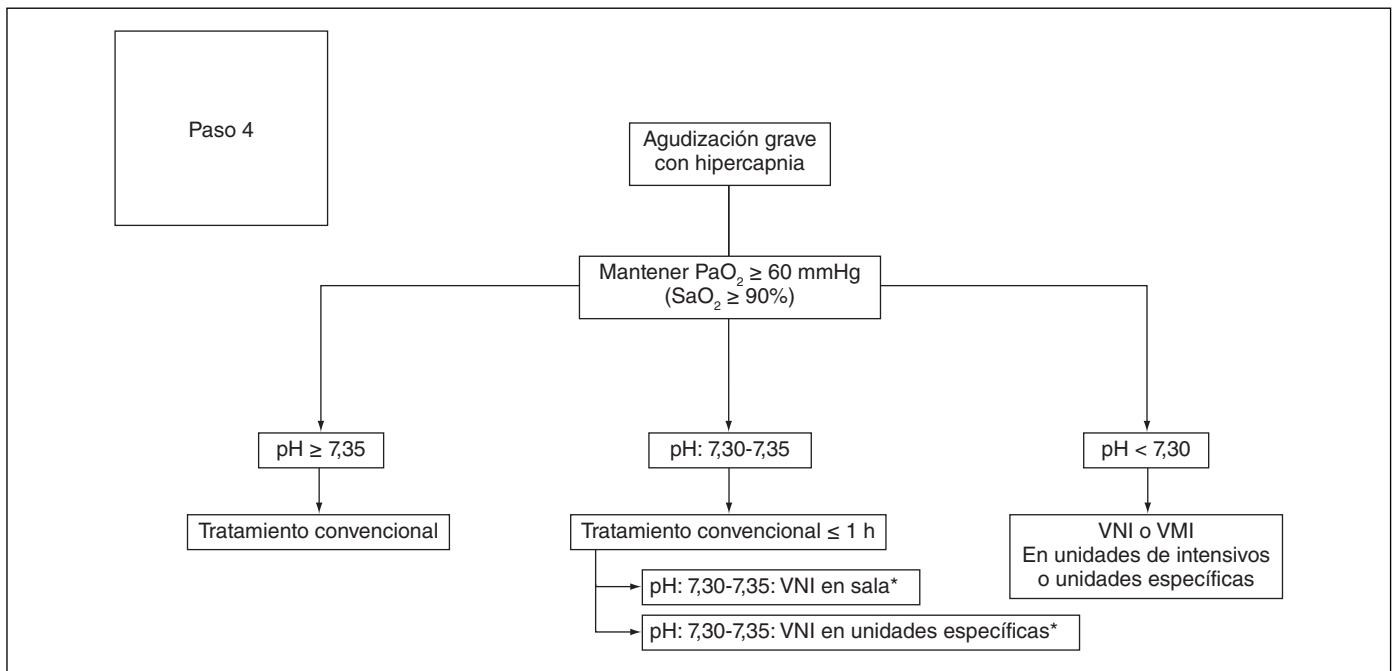 Paso 4
Agudización grave
con hipercapnia
Mantener PaO₂ ≥ 60 mmHg
(SaO₂ ≥ 90%)
pH ≥ 7,35
pH: 7,30-7,35
pH < 7,30
Tratamiento convencional
Tratamiento convencional ≤ 1 h
VNI o VMI
En unidades de intensivos
o unidades específicas
pH: 7,30-7,35: VNI en sala*
pH: 7,30-7,35: VNI en unidades específicas*